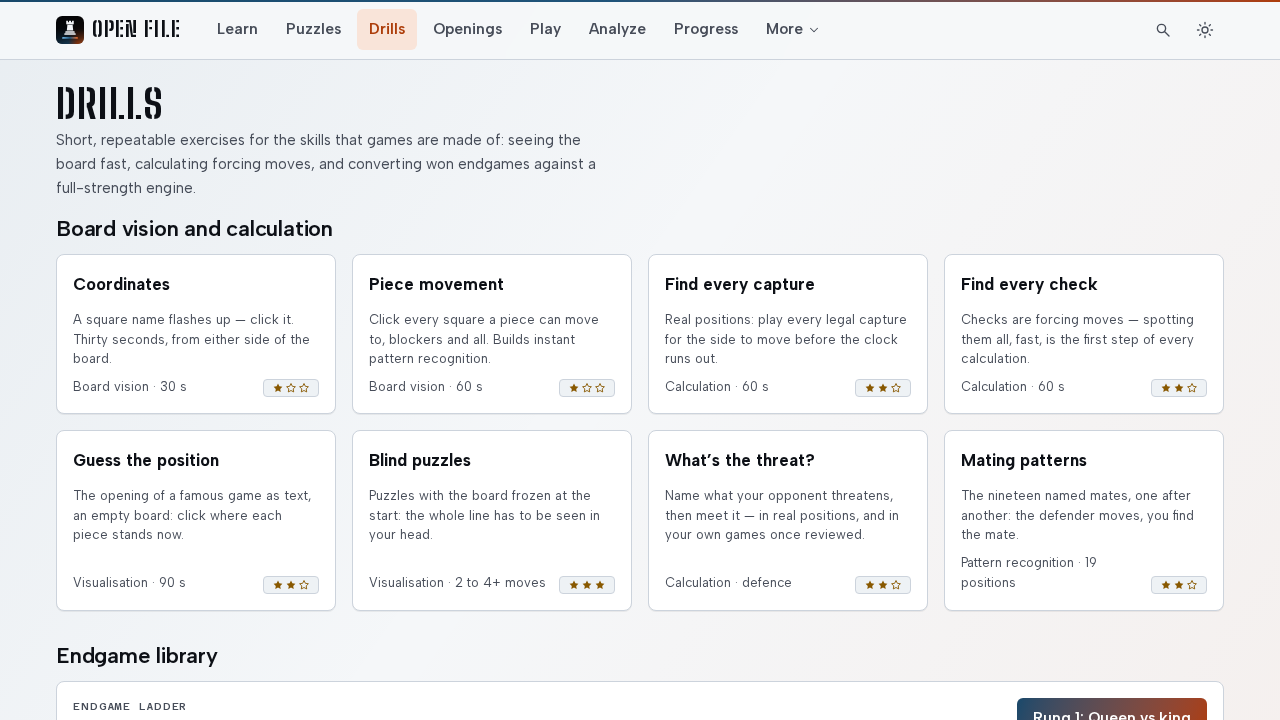 OPEN FILE
Learn
Puzzles
Drills
Openings
Play
Analyze
Progress
More
DRILLS
Short, repeatable exercises for the skills that games are made of: seeing the
board fast, calculating forcing moves, and converting won endgames against a
full-strength engine.
Board vision and calculation
Coordinates
A square name flashes up — click it.
Thirty seconds, from either side of the
board.
Board vision · 30 s
Piece movement
Click every square a piece can move
to, blockers and all. Builds instant
pattern recognition.
Board vision · 60 s
Find every capture
Real positions: play every legal capture
for the side to move before the clock
runs out.
Calculation · 60 s
Find every check
Checks are forcing moves — spotting
them all, fast, is the first step of every
calculation.
Calculation · 60 s
Guess the position
The opening of a famous game as text,
an empty board: click where each
piece stands now.
Visualisation · 90 s
Blind puzzles
Puzzles with the board frozen at the
start: the whole line has to be seen in
your head.
Visualisation · 2 to 4+ moves
What’s the threat?
Name what your opponent threatens,
then meet it — in real positions, and in
your own games once reviewed.
Calculation · defence
Mating patterns
The nineteen named mates, one after
another: the defender moves, you find
the mate.
Pattern recognition · 19
positions
Endgame library
ENDGAME LADDER
Rung 1: Queen vs king